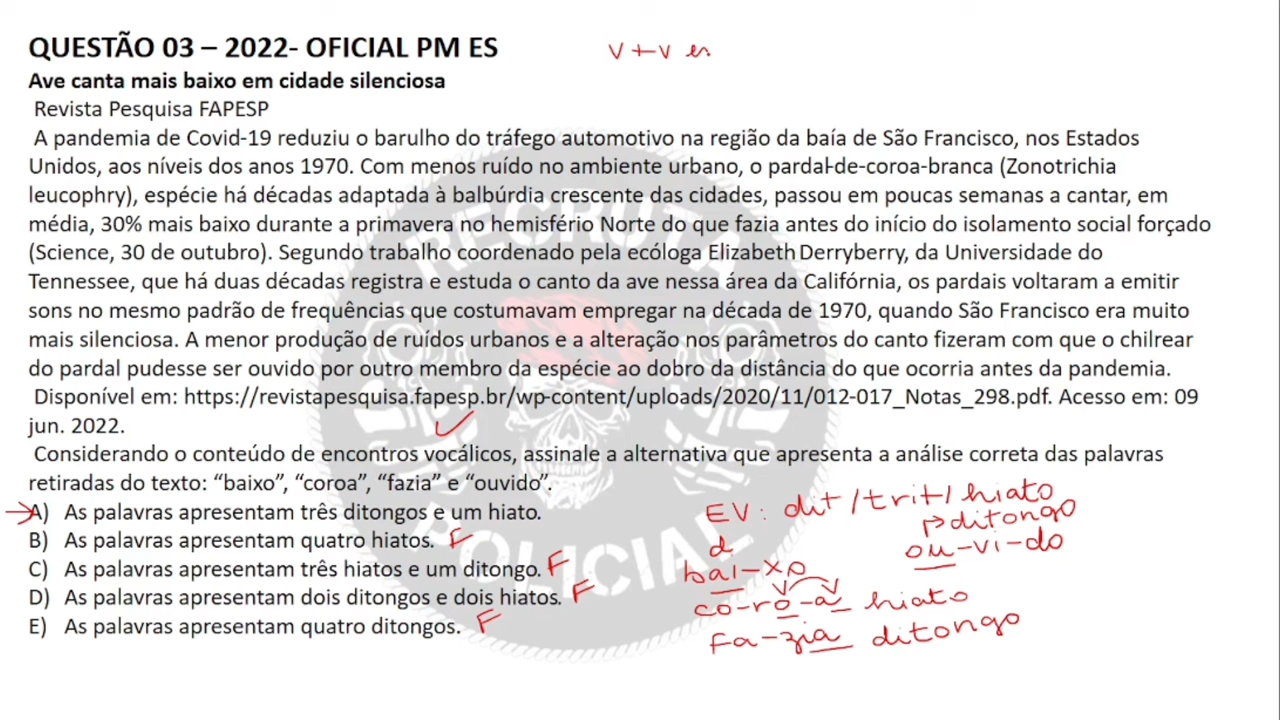 QUESTÃO 03 – 2022- OFICIAL PM ES
V + V
Ave canta mais baixo em cidade silenciosa
Revista Pesquisa FAPESP
A pandemia de Covid-19 reduziu o barulho do tráfego automotivo na região da baía de São Francisco, nos Estados
Unidos, aos níveis dos anos 1970. Com menos ruído no ambiente urbano, o pardal-de-coroa-branca (Zonotrichia
leucophry), espécie há décadas adaptada à balbúrdia crescente das cidades, passou em poucas semanas a cantar, em
média, 30% mais baixo durante a primavera no hemisfério Norte do que fazia antes do início do isolamento social forçado
(Science, 30 de outubro). Segundo trabalho coordenado pela ecóloga Elizabeth Derryberry, da Universidade do
Tennessee, que há duas décadas registra e estuda o canto da ave nessa área da Califórnia, os pardais voltaram a emitir
sons no mesmo padrão de frequências que costumavam empregar na década de 1970, quando São Francisco era muito
mais silenciosa. A menor produção de ruídos urbanos e a alteração nos parâmetros do canto fizeram com que o chilrear
do pardal pudesse ser ouvido por outro membro da espécie ao dobro da distância do que ocorria antes da pandemia.
Disponível em: https://revistapesquisa.fapesp.br/wp-content/uploads/2020/11/012-017_Notas_298.pdf. Acesso em: 09
jun. 2022.
Considerando o conteúdo de encontros vocálicos, assinale a alternativa que apresenta a análise correta das palavras
retiradas do texto: “baixo”, “coroa”, “fazia” e “ouvido”.
A) As palavras apresentam três ditongos e um hiato.
B) As palavras apresentam quatro hiatos. F
C) As palavras apresentam três hiatos e um ditongo. F
D) As palavras apresentam dois ditongos e dois hiatos. F
E) As palavras apresentam quatro ditongos. F
EV: dit/trit/hiato
ditongo
ou-vi-do
d
bai-xo
V V
co-ro-a hiato
Fa-zia ditongo
RECRUTA
POLICIAL